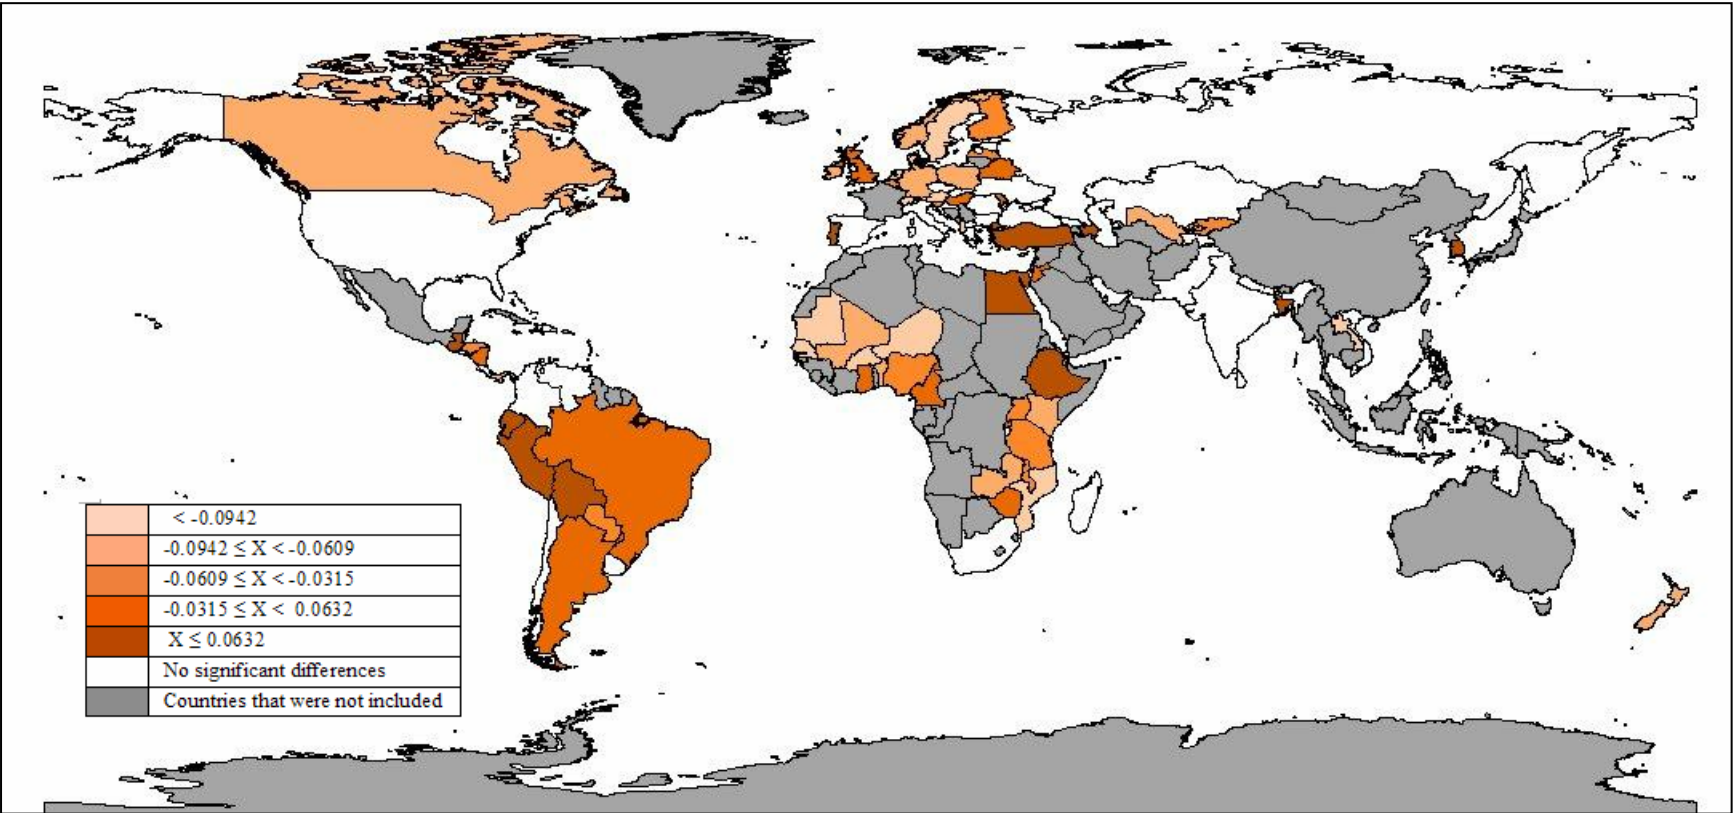 < -0.0942
-0.0942 ≤ X < -0.0609
-0.0609 ≤ X < -0.0315
-0.0315 ≤ X < 0.0632
X ≤ 0.0632
No significant differences
Countries that were not included